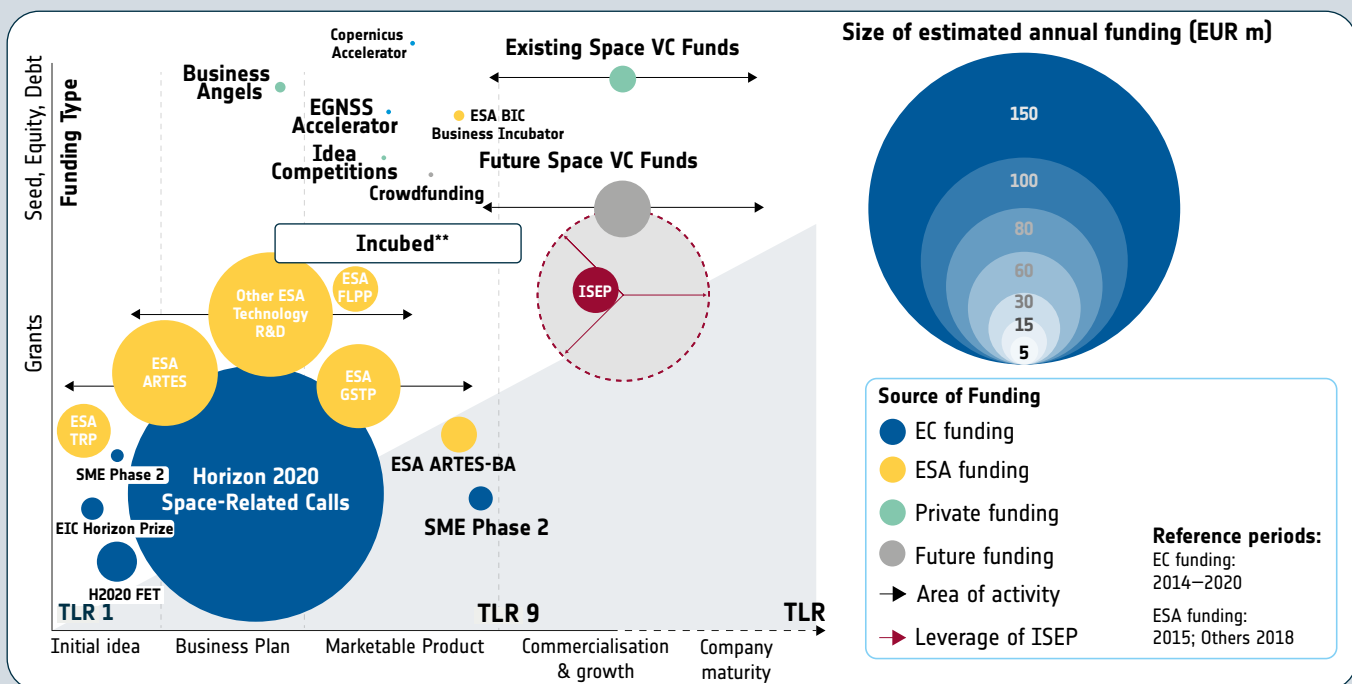 Copernicus
Accelerator
Existing Space VC Funds
Size of estimated annual funding (EUR m)
Seed, Equity, Debt
Funding Type
Grants
Business
Angels
EGNSS
Accelerator
ESA BIC
Business Incubator
Idea
Competitions
Future Space VC Funds
Crowdfunding
Incubed**
ISEP
ESA
FLPP
Other ESA
Technology
R&D
ESA
ARTES
ESA
GSTP
ESA
TRP
SME Phase 2
Horizon 2020
Space-Related Calls
EIC Horizon Prize
H2020 FET
ESA ARTES-BA
SME Phase 2
TLR 1
TLR 9
TLR
Initial idea
Business Plan
Marketable Product
Commercialisation
& growth
Company
maturity
150
100
80
60
30
15
5
Source of Funding
EC funding
ESA funding
Private funding
Future funding
Area of activity
Leverage of ISEP
Reference periods:
EC funding:
2014–2020
ESA funding:
2015; Others 2018